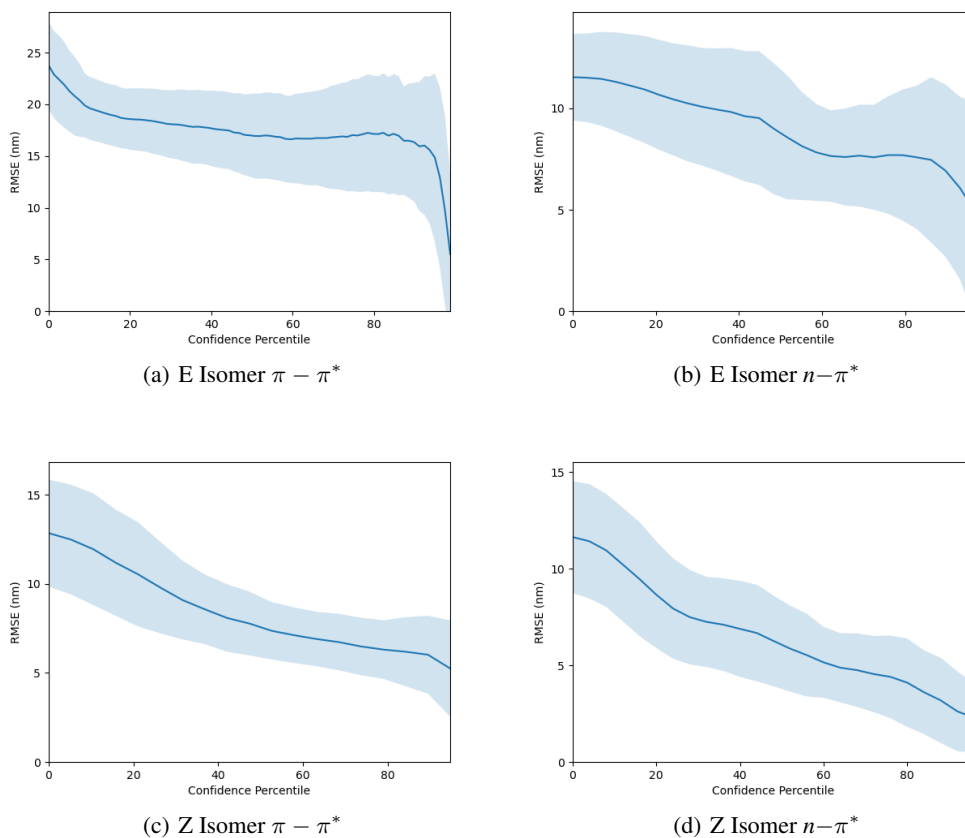 25
20
15
10
5
0
RMSE (nm)
0 20 40 60 80
Confidence Percentile
(a) E Isomer π − π*
10
5
0
RMSE (nm)
0 20 40 60 80
Confidence Percentile
(b) E Isomer n−π*
15
10
5
0
RMSE (nm)
0 20 40 60 80
Confidence Percentile
(c) Z Isomer π − π*
15
10
5
0
RMSE (nm)
0 20 40 60 80
Confidence Percentile
(d) Z Isomer n−π*